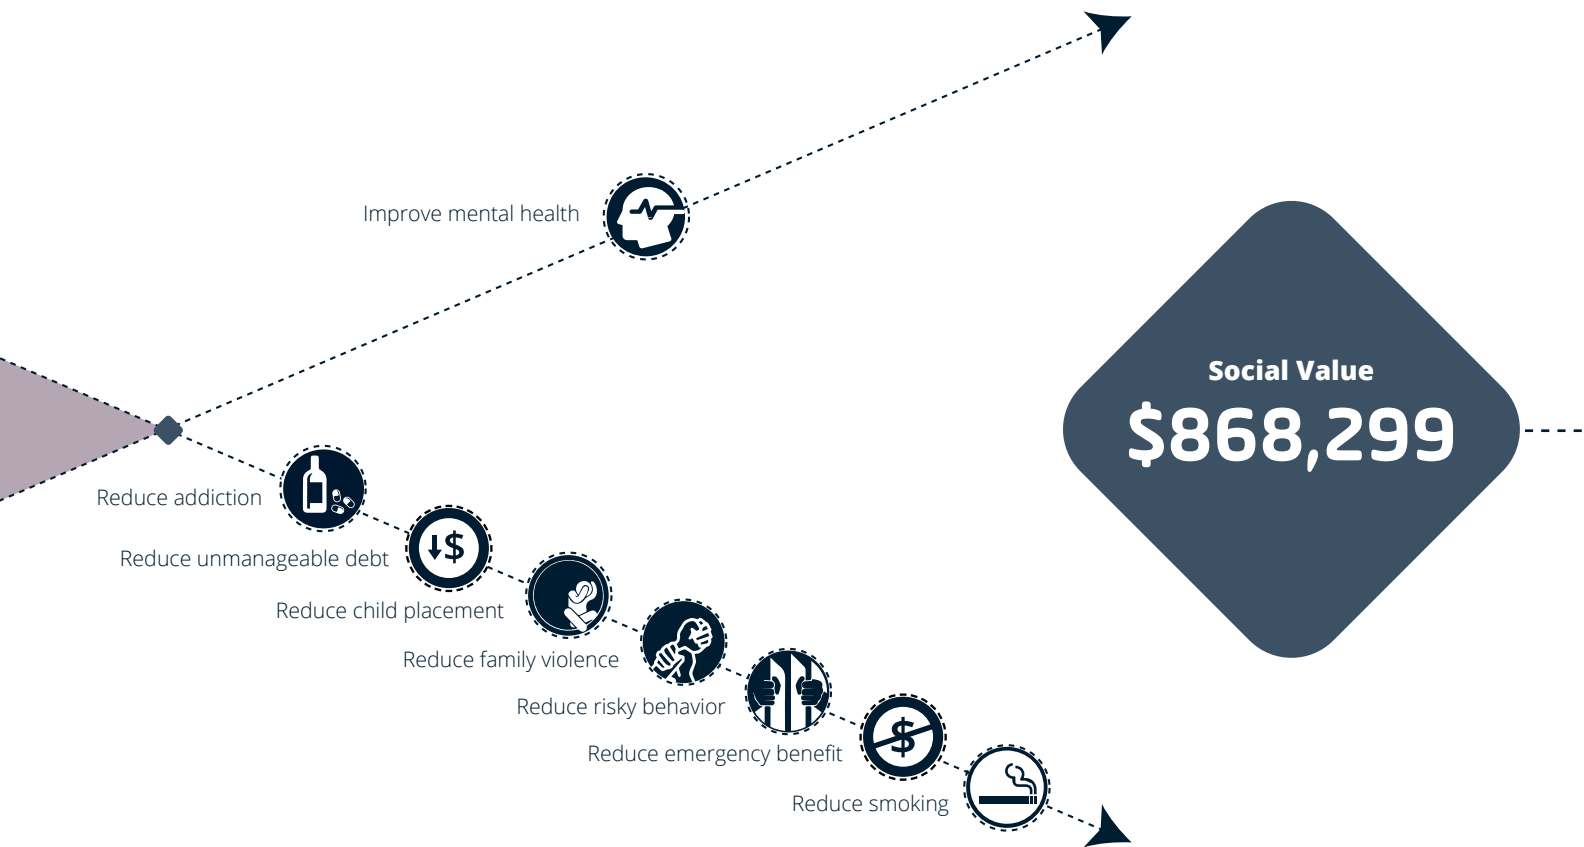 Improve mental health
Social Value
$868,299
Reduce addiction
Reduce unmanageable debt
Reduce child placement
Reduce family violence
Reduce risky behavior
Reduce emergency benefit
Reduce smoking